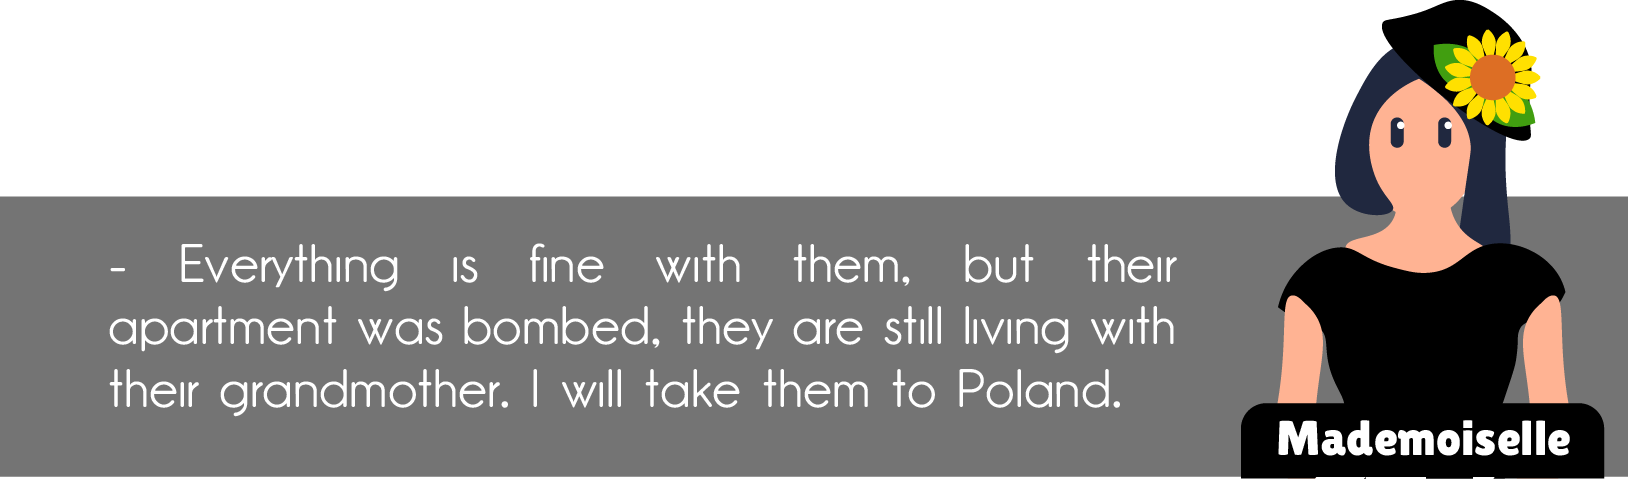 - Everything is fine with them, but their
apartment was bombed, they are still living with
their grandmother. I will take them to Poland.
Mademoiselle